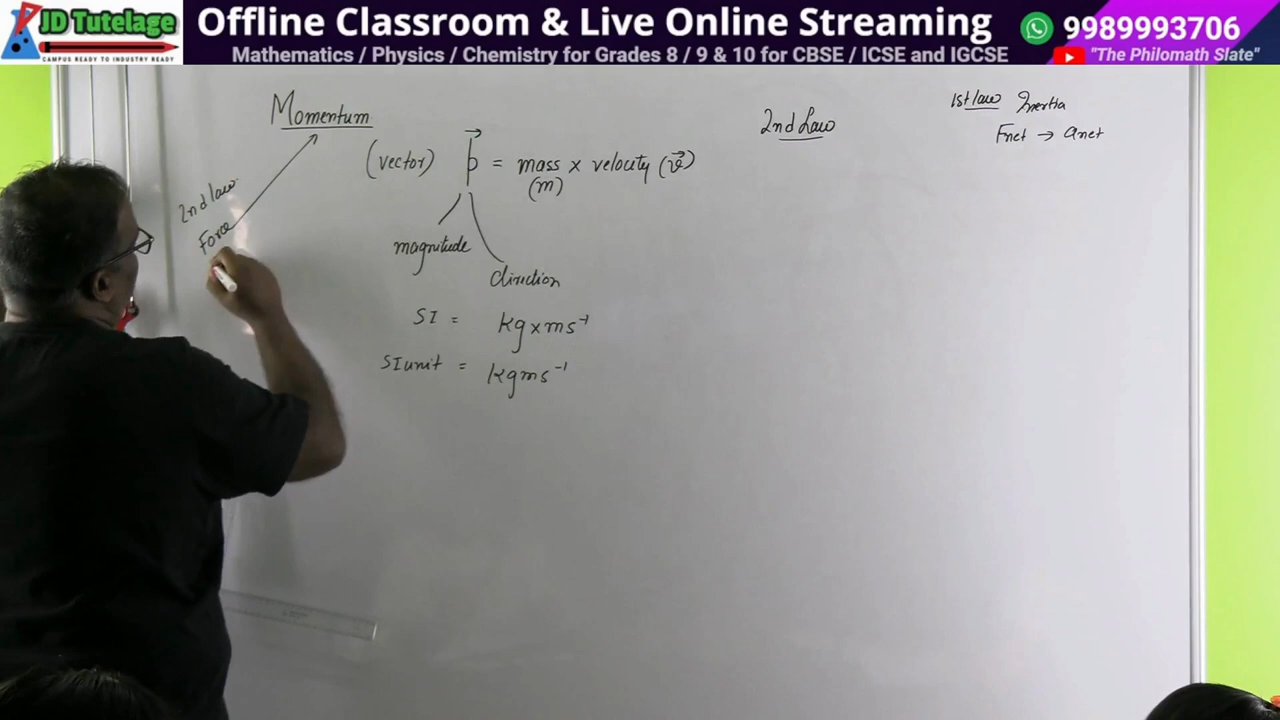 JD Tutelage
CAMPUS READY TO INDUSTRY READY
Offline Classroom & Live Online Streaming
9989993706
Mathematics / Physics / Chemistry for Grades 8 / 9 & 10 for CBSE / ICSE and IGCSE
"The Philomath Slate"
Momentum
(vector) p⃗ = mass × velocity (v⃗)
(m)
2nd law
Force
magnitude
direction
SI = kg×ms⁻¹
SI unit = kgms⁻¹
2nd Law
1st law Inertia
Fnet → anet